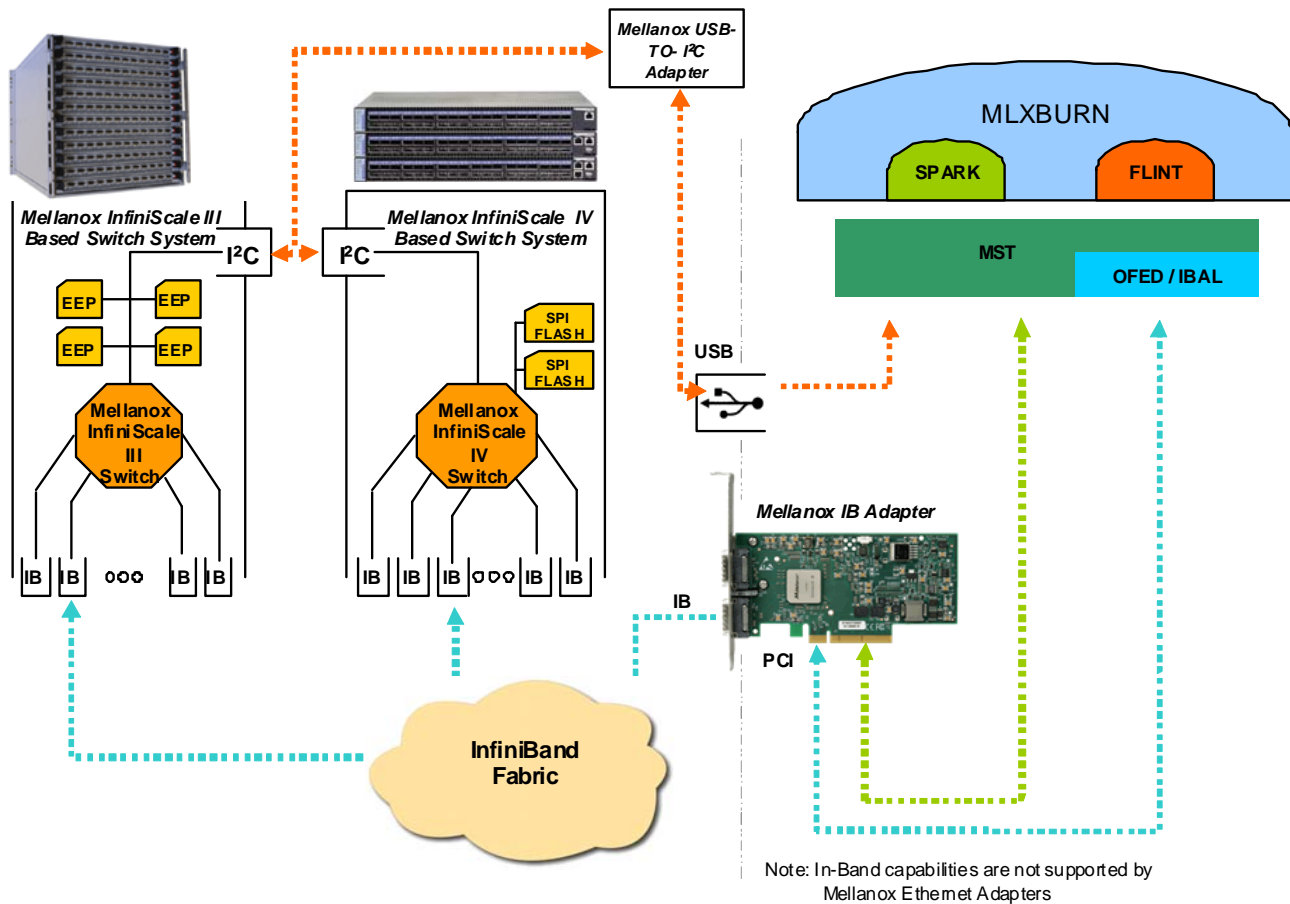 Mellanox USB-
TO- I²C
Adapter
MLXBURN
SPARK
FLINT
MST
OFED / IBAL
Mellanox InfiniScale III
Based Switch System
I²C
EEP
EEP
EEP
EEP
Mellanox
InfiniScale
III
Switch
IB
IB
IB
IB
Mellanox InfiniScale IV
Based Switch System
I²C
SPI
FLASH
SPI
FLASH
Mellanox
InfiniScale
IV
Switch
IB
IB
IB
IB
IB
USB
Mellanox IB Adapter
IB
PCI
InfiniBand
Fabric
Note: In-Band capabilities are not supported by
Mellanox Ethernet Adapters